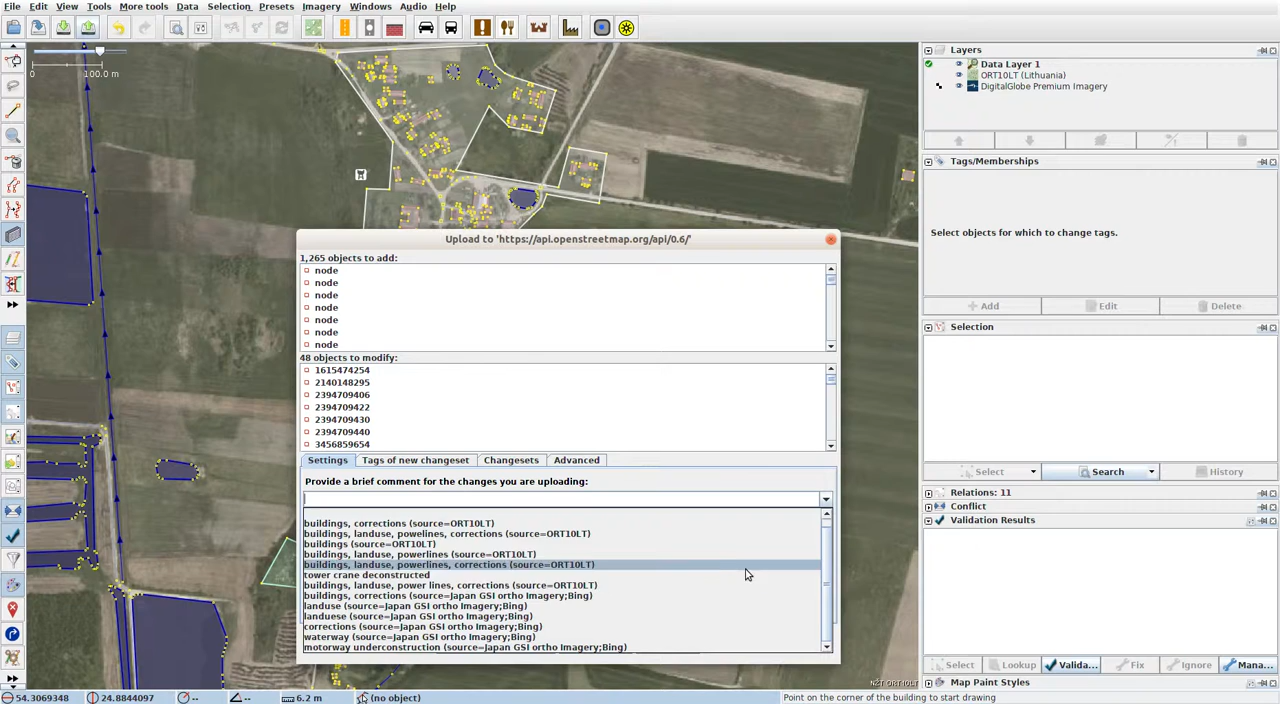 File Edit View Tools More tools Data Selection Presets Imagery Windows Audio Help
0 100.0 m
Layers
Data Layer 1
ORT10LT (Lithuania)
DigitalGlobe Premium Imagery
Tags/Memberships
Select objects for which to change tags.
Add Edit Delete
Selection
Select Search History
Relations: 11
Conflict
Validation Results
Select Lookup Valida... Fix Ignore Mana...
Map Paint Styles
Upload to 'https://api.openstreetmap.org/api/0.6/'
1,265 objects to add:
node
node
node
node
node
node
node
48 objects to modify:
1615474254
2140148295
2394709406
2394709422
2394709430
2394709440
3456859654
Settings Tags of new changeset Changesets Advanced
Provide a brief comment for the changes you are uploading:
buildings, corrections (source=ORT10LT)
buildings, landuse, powelines, corrections (source=ORT10LT)
buildings (source=ORT10LT)
buildings, landuse, powerlines (source=ORT10LT)
buildings, landuse, powerlines, corrections (source=ORT10LT)
tower crane deconstructed
buildings, landuse, power lines, corrections (source=ORT10LT)
buildings, corrections (source=Japan GSI ortho Imagery;Bing)
landuse (source=Japan GSI ortho Imagery;Bing)
landuese (source=Japan GSI ortho Imagery;Bing)
corrections (source=Japan GSI ortho Imagery;Bing)
waterway (source=Japan GSI ortho Imagery;Bing)
motorway underconstruction (source=Japan GSI ortho Imagery;Bing)
NŽT ORT10LT
54.3069348 24.8844097 -- -- 6.2 m (no object) Point on the corner of the building to start drawing